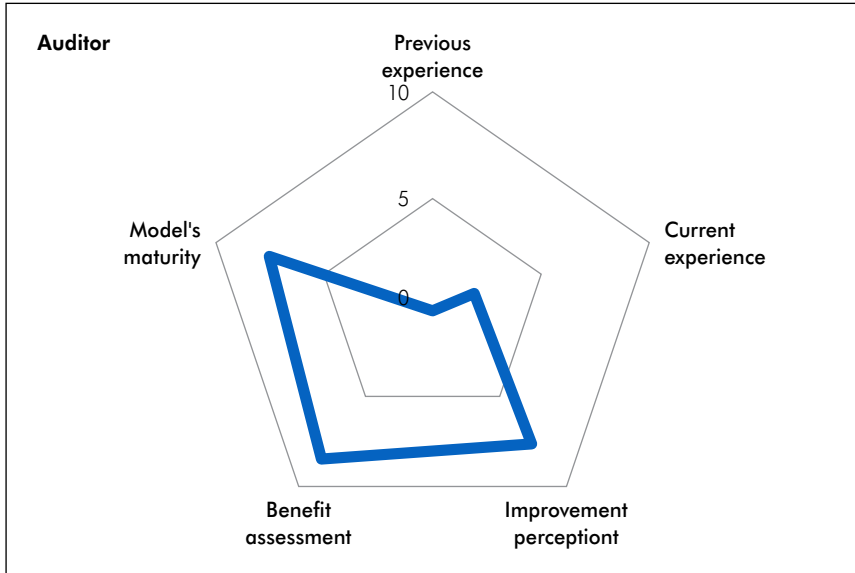 Auditor
Previous
experience
10
5
0
Model's
maturity
Current
experience
Benefit
assessment
Improvement
perceptiont